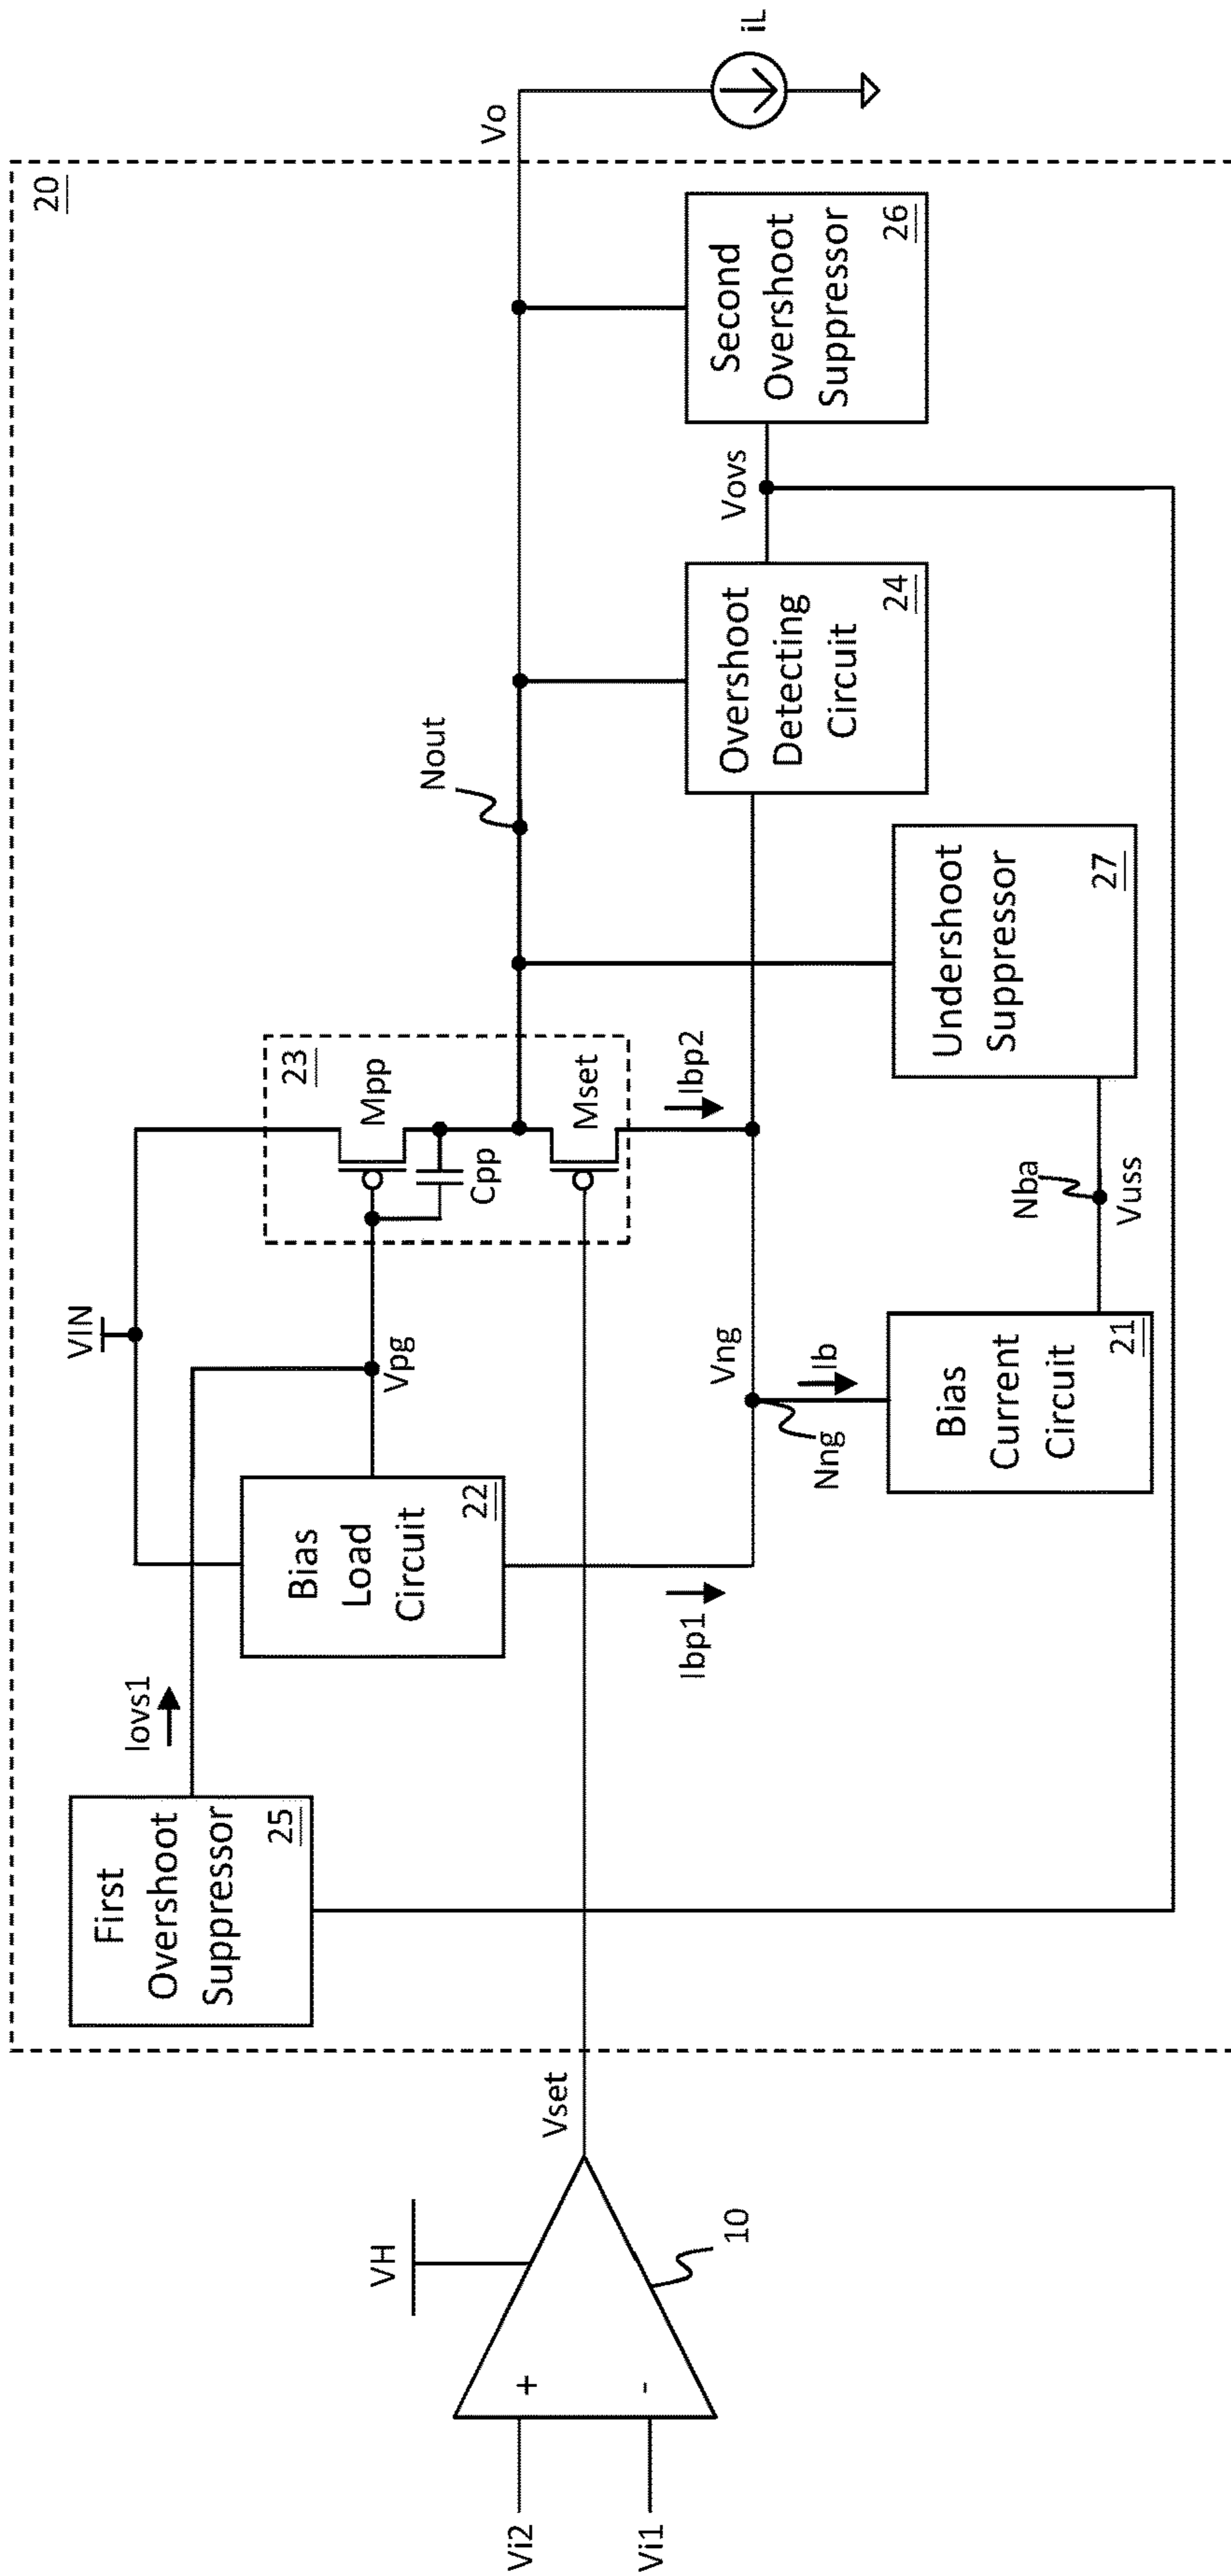 20
VIN
First
Overshoot
Suppressor
25
Iovs1
Bias
Load
Circuit
22
Vpg
23
Mpp
Cpp
Mset
Nout
Vo
iL
VH
Vi2
Vi1
+
-
10
Vset
Ibp1
Ibp2
Vng
Nng
Ib
Bias
Current
Circuit
21
Nba
Vuss
Undershoot
Suppressor
27
Overshoot
Detecting
Circuit
24
Vovs
Second
Overshoot
Suppressor
26